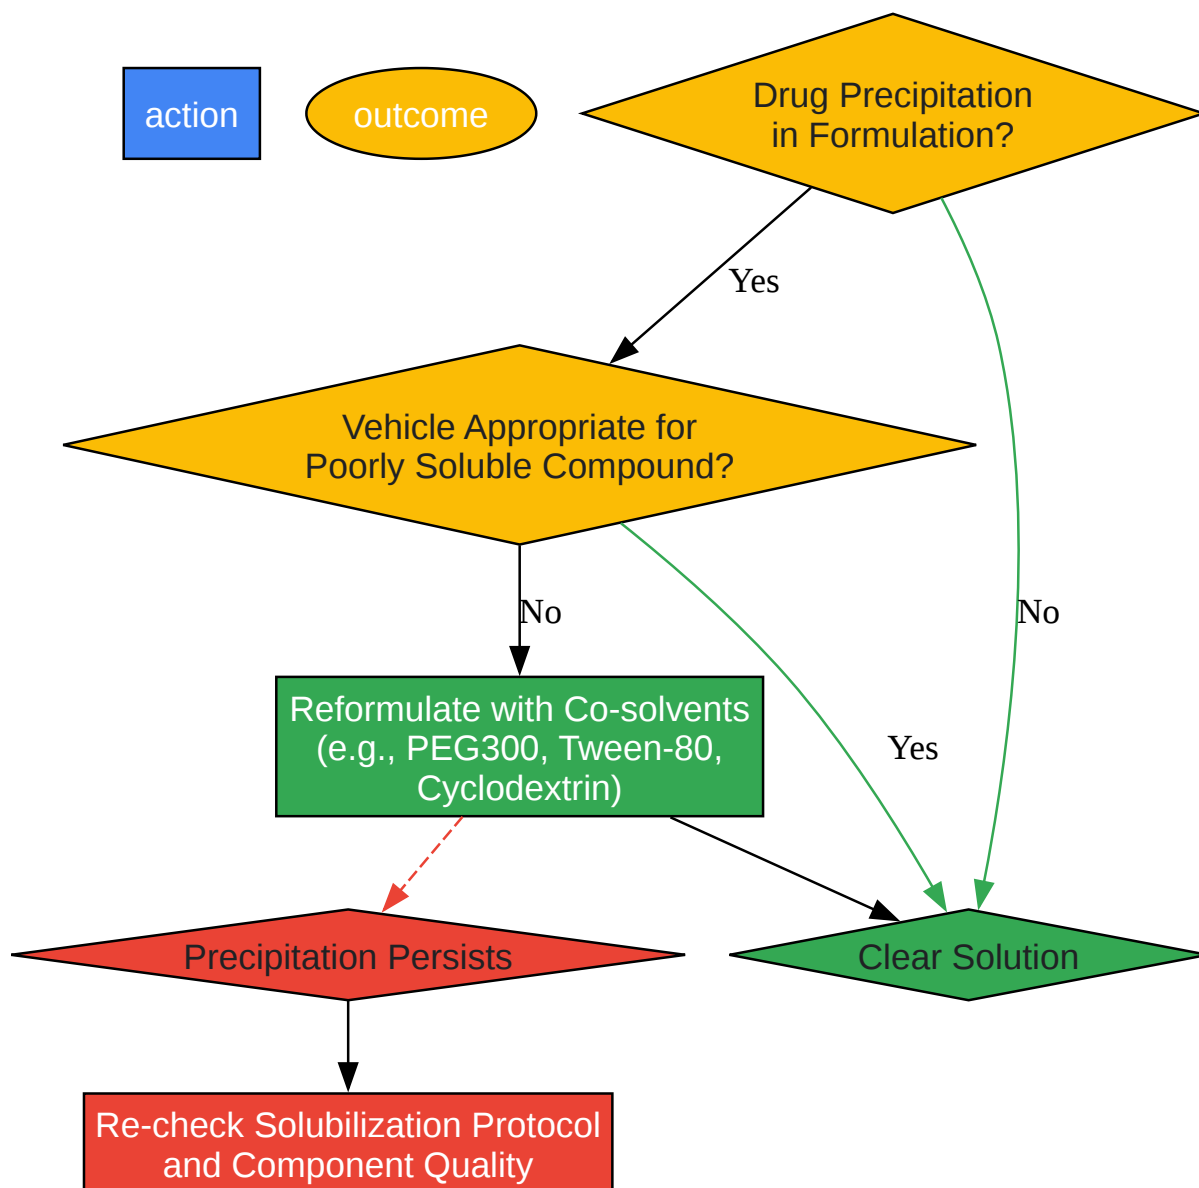 action
outcome
Drug Precipitation
in Formulation?
Yes
Vehicle Appropriate for
Poorly Soluble Compound?
No
No
Reformulate with Co-solvents
(e.g., PEG300, Tween-80,
Cyclodextrin)
Yes
Precipitation Persists
Clear Solution
Re-check Solubilization Protocol
and Component Quality